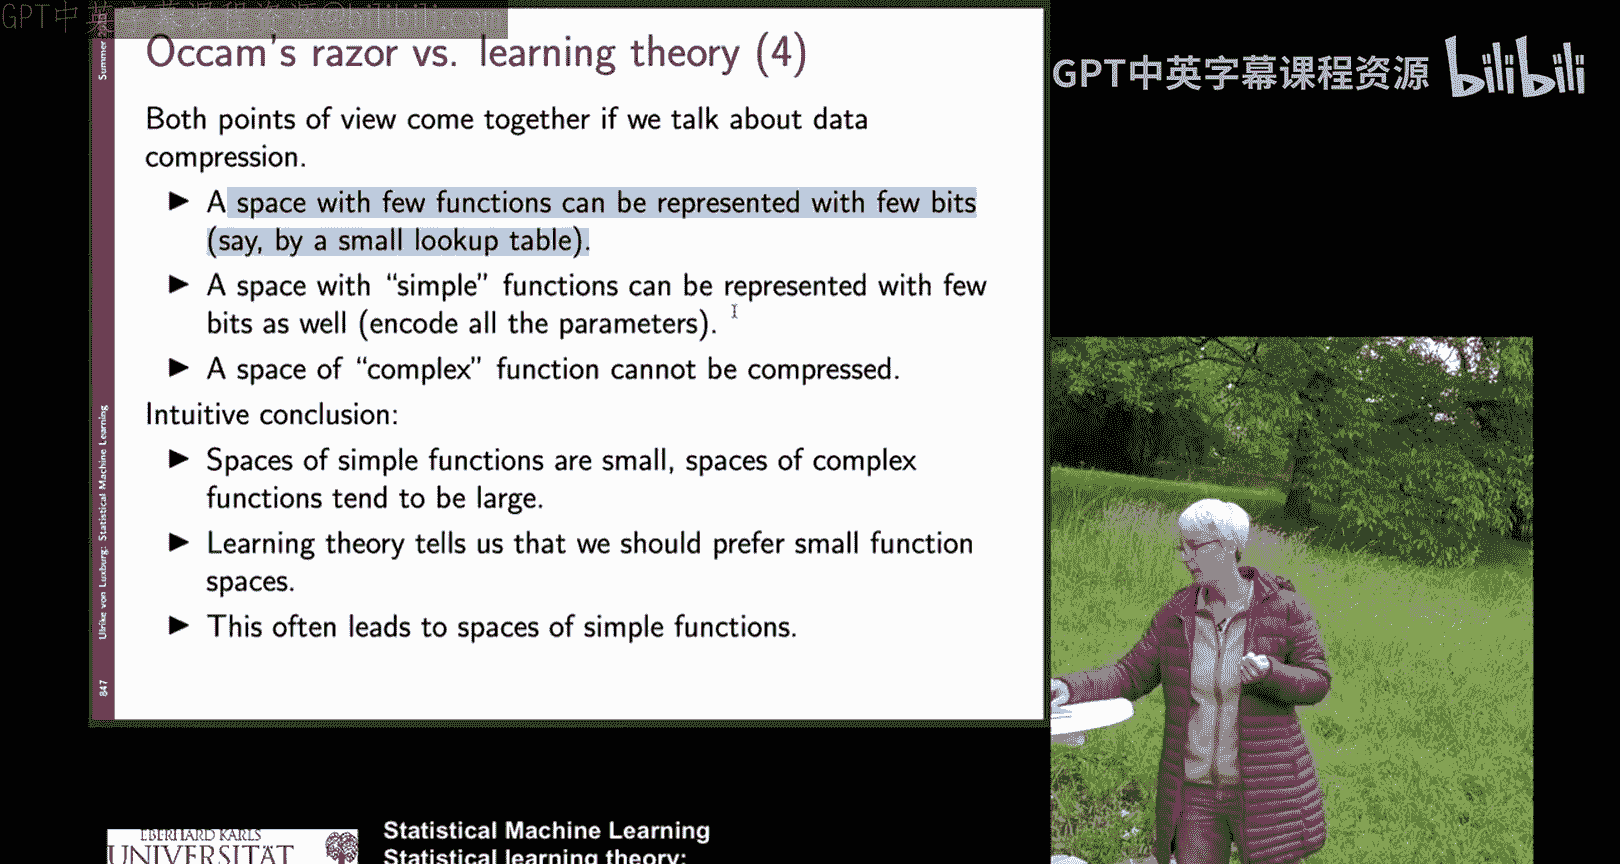 GPT中英字幕课程资源@bilibili.com
Occam's razor vs. learning theory (4)
GPT中英字幕课程资源 bilibili
Both points of view come together if we talk about data
compression.
► A space with few functions can be represented with few bits
(say, by a small lookup table).
► A space with “simple” functions can be represented with few
bits as well (encode all the parameters).
► A space of “complex” function cannot be compressed.
Intuitive conclusion:
► Spaces of simple functions are small, spaces of complex
functions tend to be large.
► Learning theory tells us that we should prefer small function
spaces.
► This often leads to spaces of simple functions.
Summer
Ulrike von Luxburg: Statistical Machine Learning
847
EBERHARD KARLS
UNIVERSITÄT
Statistical Machine Learning
Statistical learning theory: